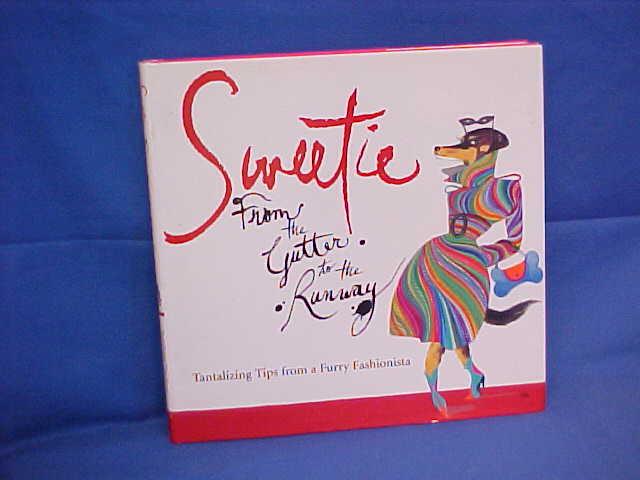 Sweetie
From
the
Gutter
to the
Runway
Tantalizing Tips from a Furry Fashionista